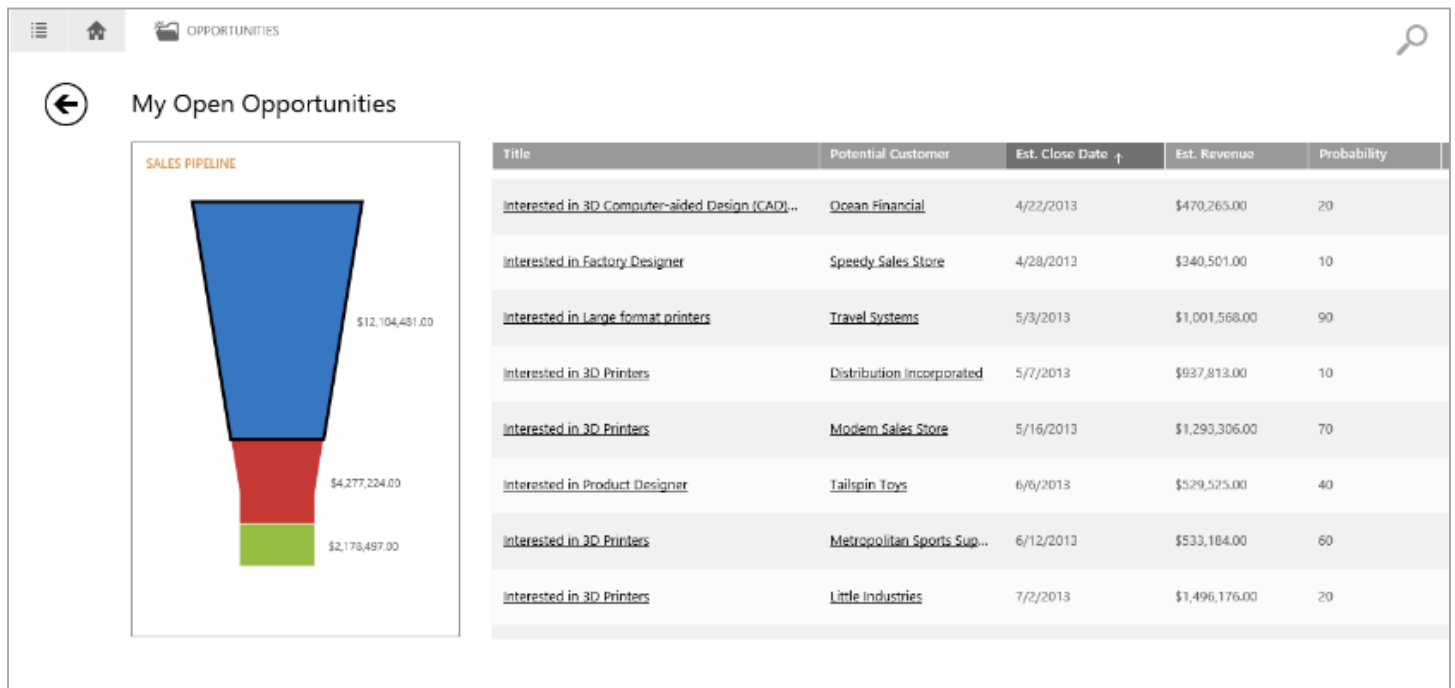 OPPORTUNITIES
My Open Opportunities
SALES PIPELINE
$12,104,481.00
$4,277,224.00
$2,178,497.00
Title Potential Customer Est. Close Date ↑ Est. Revenue Probability
Interested in 3D Computer-aided Design (CAD)... Ocean Financial 4/22/2013 $470,265.00 20
Interested in Factory Designer Speedy Sales Store 4/28/2013 $340,501.00 10
Interested in Large format printers Travel Systems 5/3/2013 $1,001,568.00 90
Interested in 3D Printers Distribution Incorporated 5/7/2013 $937,813.00 10
Interested in 3D Printers Modern Sales Store 5/16/2013 $1,293,306.00 70
Interested in Product Designer Tailspin Toys 6/6/2013 $529,525.00 40
Interested in 3D Printers Metropolitan Sports Sup... 6/12/2013 $533,184.00 60
Interested in 3D Printers Little Industries 7/2/2013 $1,496,176.00 20